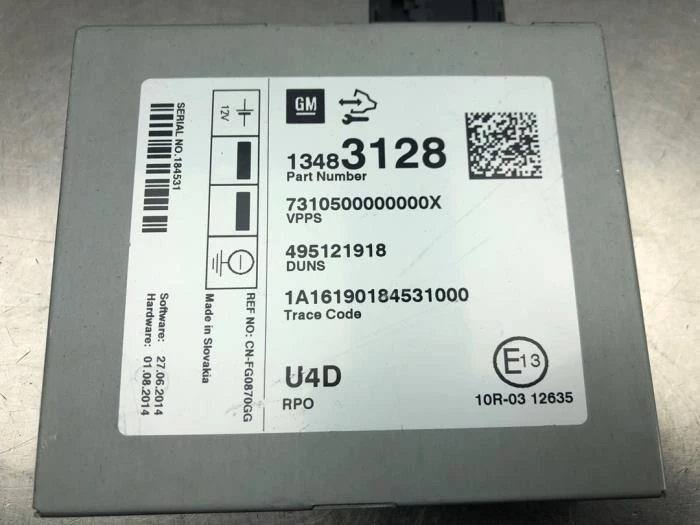 GM
13483128
Part Number
7310500000000X
VPPS
495121918
DUNS
1A16190184531000
Trace Code
U4D
RPO
E13
10R-03 12635
SERIAL NO.184531
12V
REF NO: CN-FG0870GG
Made in Slovakia
Software: 27.06.2014
Hardware: 01.08.2014